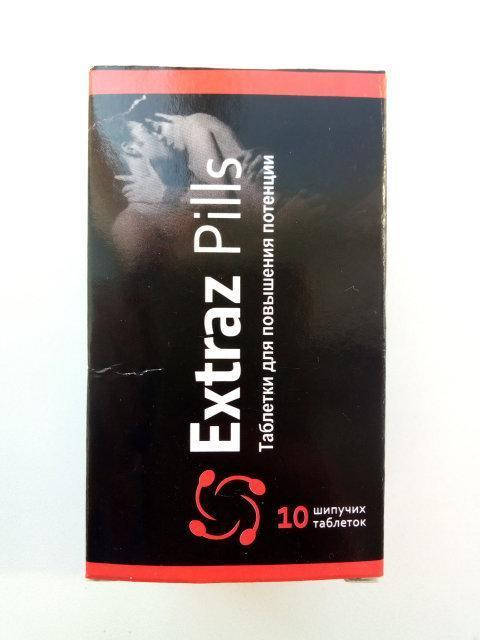 Extraz Pills
Таблетки для повышения потенции
10 шипучих
таблеток